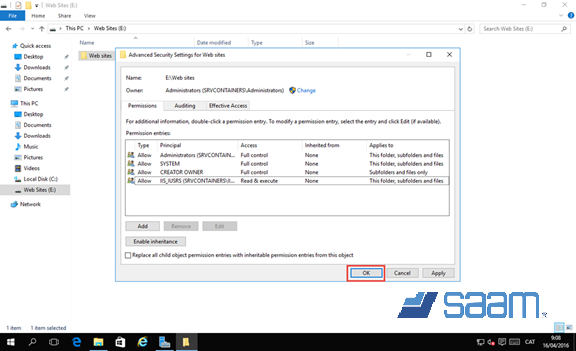 Web Sites (E:)
File Home Share View
This PC > Web Sites (E:)
Search Web Sites (E:)
Quick access
Desktop
Downloads
Documents
Pictures
This PC
Desktop
Documents
Downloads
Music
Pictures
Videos
Local Disk (C:)
Web Sites (E:)
Network
Name Date modified Type Size
Web sites
Advanced Security Settings for Web sites
Name: E:\Web sites
Owner: Administrators (SRVCONTAINERS\Administrators) Change
Permissions Auditing Effective Access
For additional information, double-click a permission entry. To modify a permission entry, select the entry and click Edit (if available).
Permission entries:
Type Principal Access Inherited from Applies to
Allow Administrators (SRVCONTAIN... Full control None This folder, subfolders and files
Allow SYSTEM Full control None This folder, subfolders and files
Allow CREATOR OWNER Full control None Subfolders and files only
Allow IIS_IUSRS (SRVCONTAINERS\I... Read & execute None This folder, subfolders and files
Add Remove Edit
Enable inheritance
Replace all child object permission entries with inheritable permission entries from this object
OK Cancel Apply
saam
1 item 1 item selected
CAT
9:08
16/04/2016